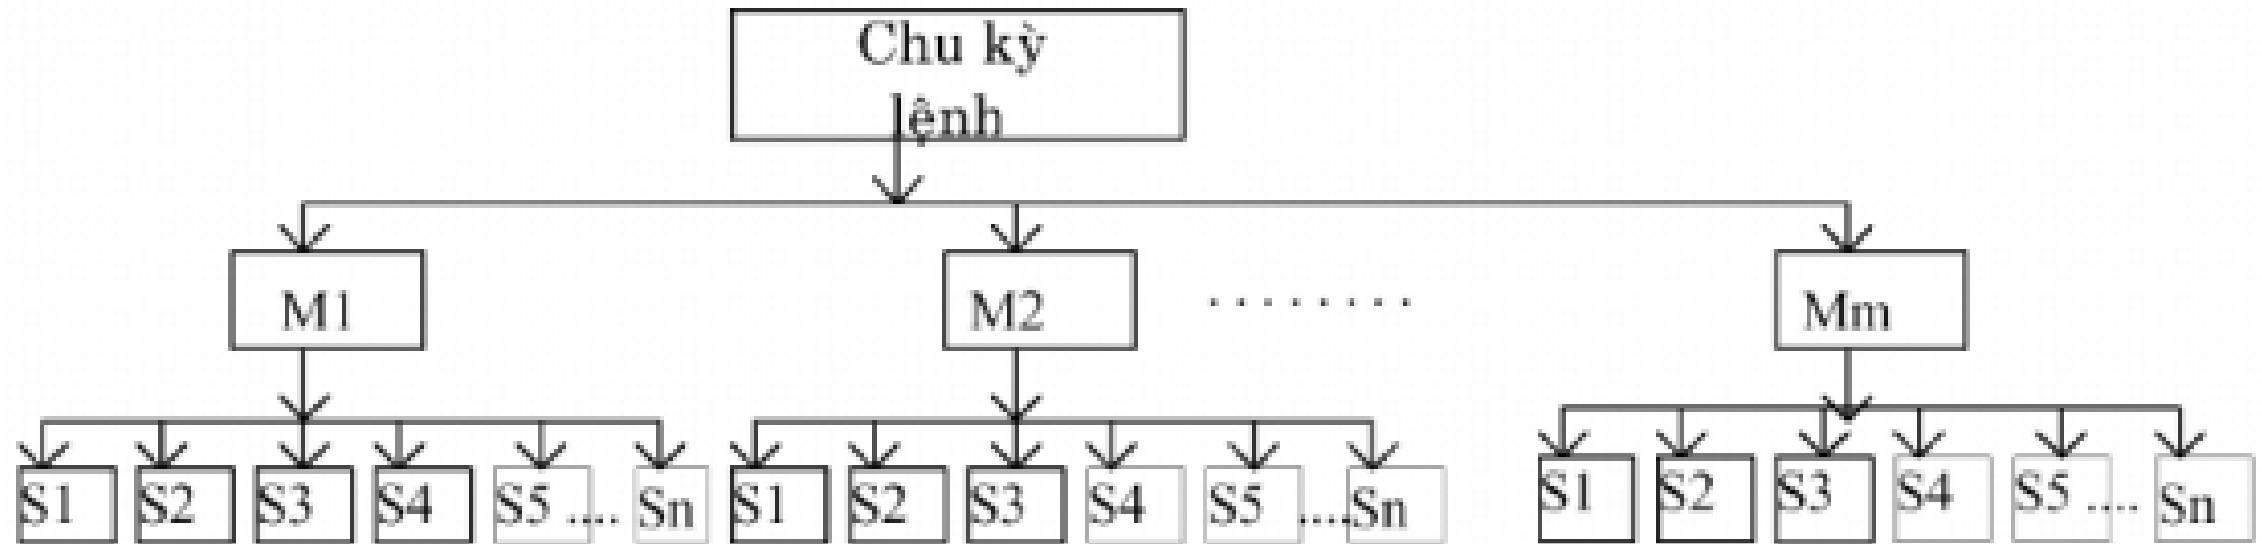 Chu kỳ
lệnh
M1 M2 ........ Mm
S1 S2 S3 S4 S5 .... Sn S1 S2 S3 S4 S5 ....Sn S1 S2 S3 S4 S5 .... Sn